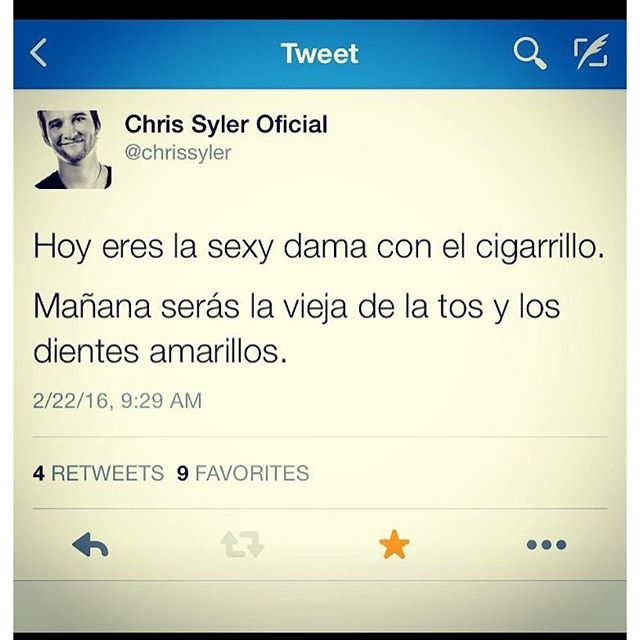 Tweet
Chris Syler Oficial
@chrissyler
Hoy eres la sexy dama con el cigarrillo.
Mañana serás la vieja de la tos y los
dientes amarillos.
2/22/16, 9:29 AM
4 RETWEETS 9 FAVORITES